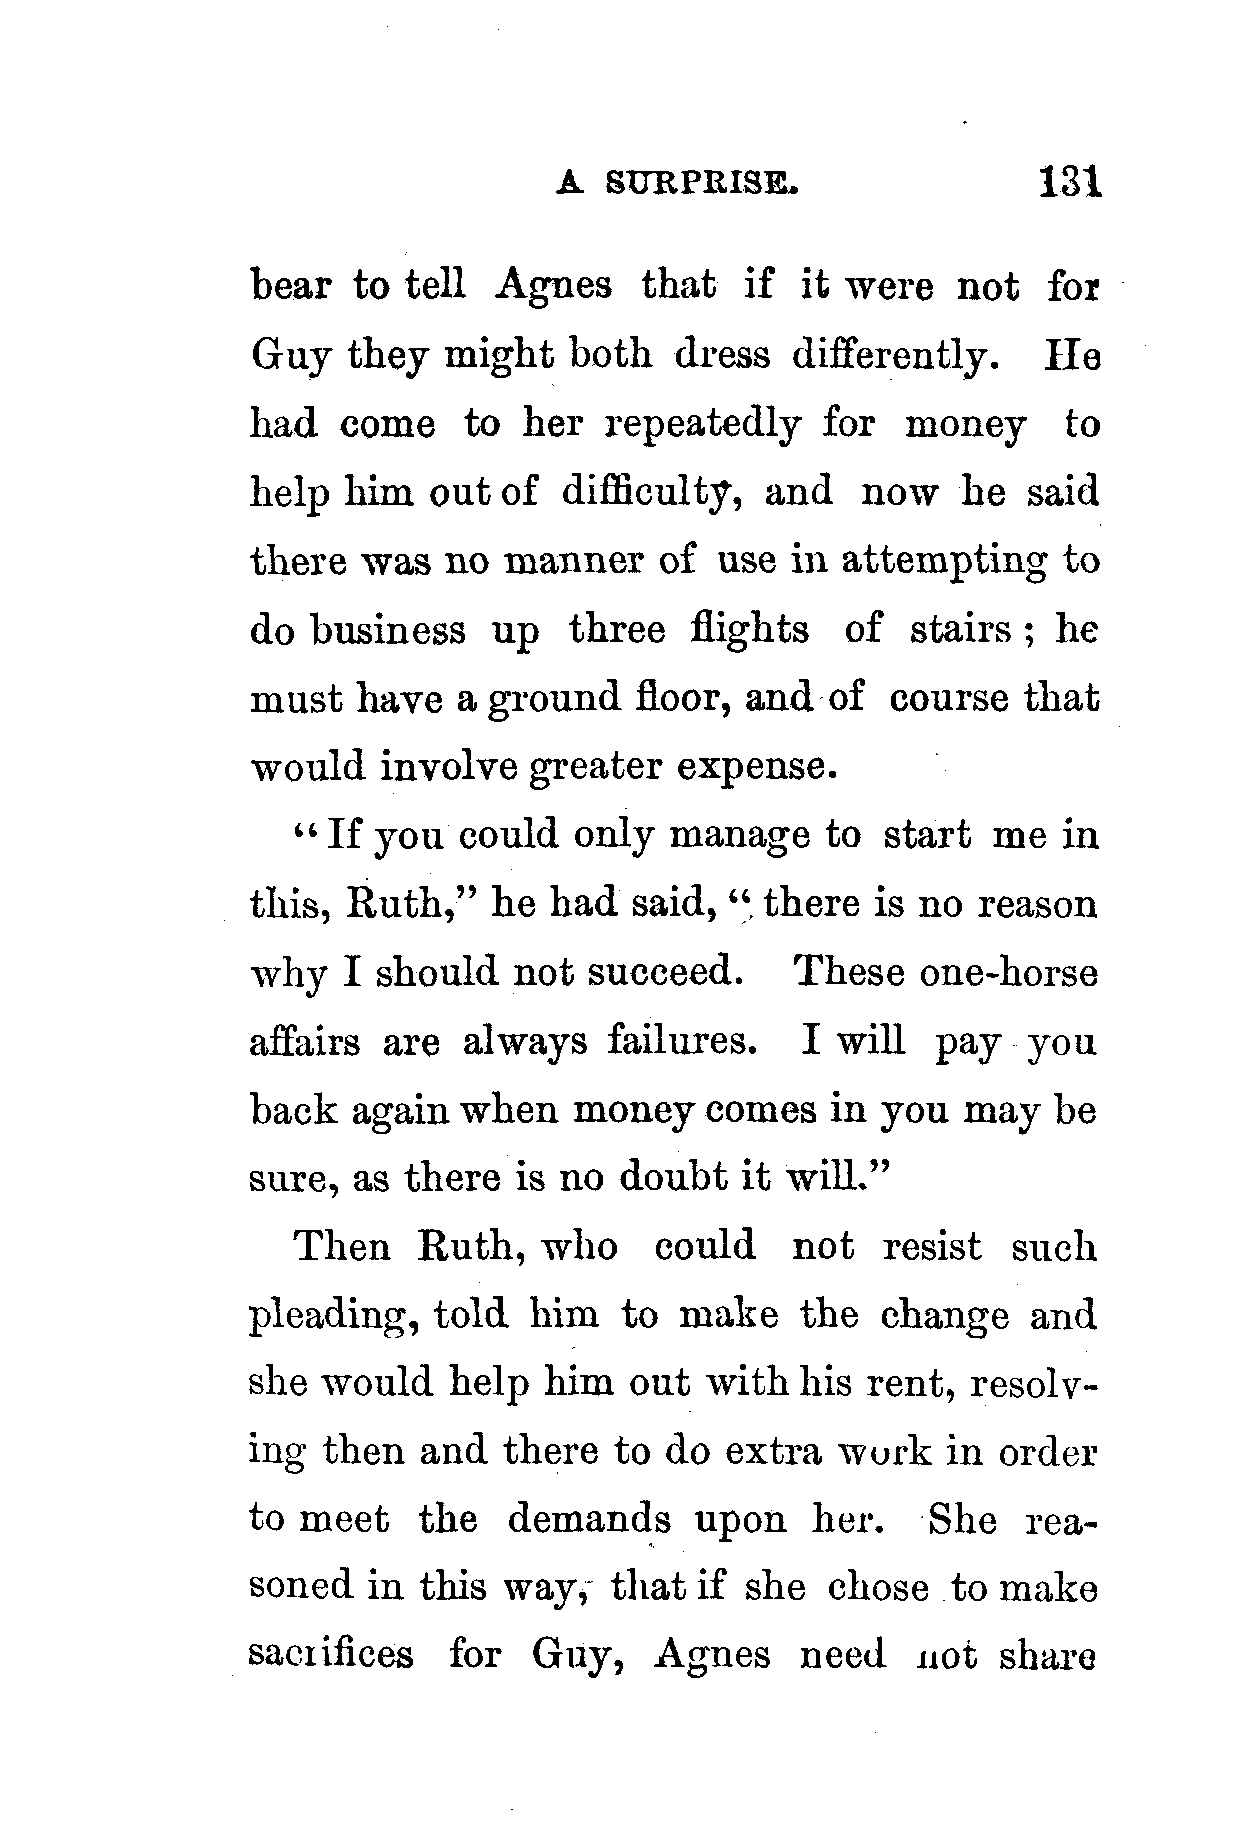 A SURPRISE. 131
bear to tell Agnes that if it were not for
Guy they might both dress differently. He
had come to her repeatedly for money to
help him out of difficulty, and now he said
there was no manner of use in attempting to
do business up three flights of stairs ; he
must have a ground floor, and of course that
would involve greater expense.
“ If you could only manage to start me in
this, Ruth,” he had said, “ there is no reason
why I should not succeed. These one-horse
affairs are always failures. I will pay you
back again when money comes in you may be
sure, as there is no doubt it will.”
Then Ruth, who could not resist such
pleading, told him to make the change and
she would help him out with his rent, resolv-
ing then and there to do extra work in order
to meet the demands upon her. She rea-
soned in this way, that if she chose to make
sacrifices for Guy, Agnes need not share